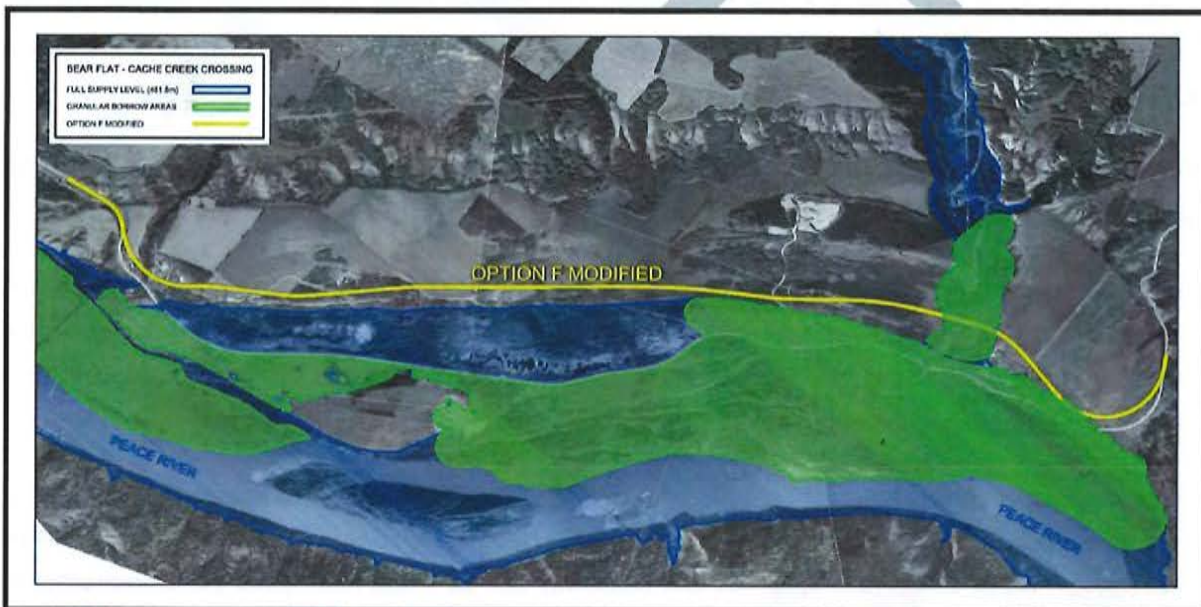 BEAR FLAT - CACHE CREEK CROSSING
FULL SUPPLY LEVEL (461.8m)
GRANULAR BORROW AREAS
OPTION F MODIFIED
OPTION F MODIFIED
PEACE RIVER
PEACE RIVER